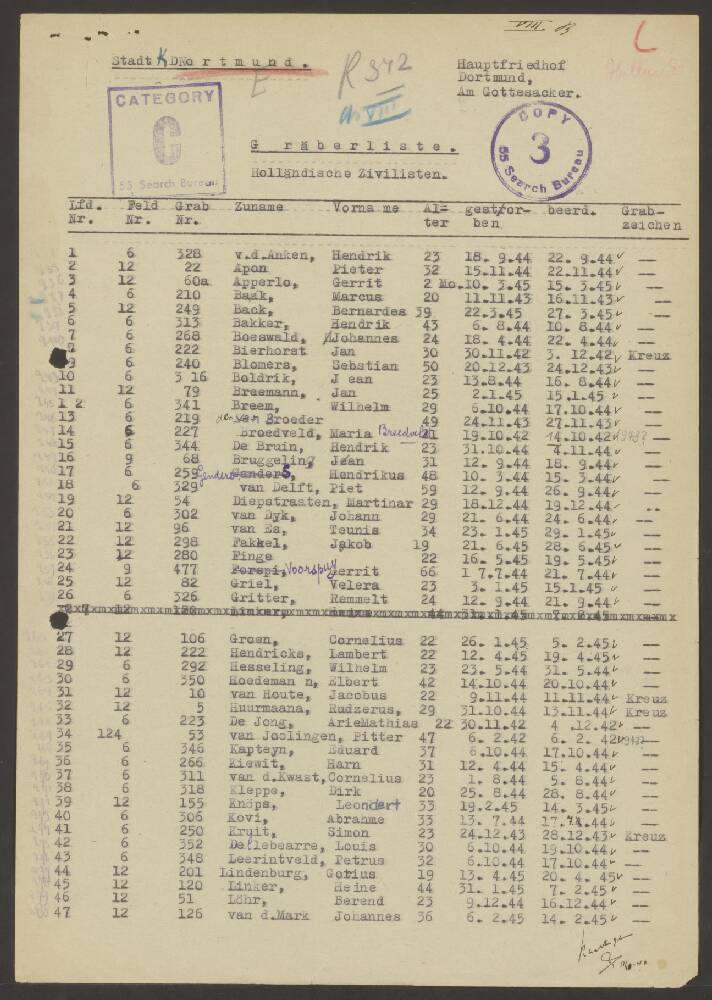 VIII. 
Stadt K DRo r t m u n d .
Hauptfriedhof
Dortmund,
Am Gottesacker.
R 342
CATEGORY
G
55 Search Bureau
COPY
3
55 Search Bureau
G r äberliste.
Holländische Zivilisten.
Lfd. Feld Grab Zuname Vorna me Al- gest/or- beerd. Grab-
Nr. Nr. Nr. ter ben zeichen
1 6 328 v.d.Anken, Hendrik 23 18. 9.44 22. 9.44 —
2 12 22 Apon Pieter 32 15.11.44 22.11.44 —
3 12 60a Apperlo, Gerrit 2 Mo.10. 3.45 15. 3.45 —
4 6 210 Baak, Marcus 20 11.11.43 16.11.43 —
5 12 249 Back, Bernardes 39 22.3.45 27. 3.45 —
6 6 313 Bakker, Hendrik 43 6. 8.44 10. 8.44 —
7 6 268 Boeswald, Johannes 24 18. 4.44 22. 4.44 —
6 222 Bierhorst Jan 30 30.11.42 3. 12.42, Kreuz
9 6 240 Blomers, Sebstian 50 20.12.43 24.12.43 —
10 6 3 16 Boldrik, J ean 23 13.8.44 16. 8.44 —
11 12 79 Braemann, Jan 25 2.1.45 15.1.45 —
1 2 6 341 Breem, Wilhelm 29 6.10.44 17.10.44 —
13 6 219 Broeder 49 24.11.43 27.11.43 —
14 6 227 Broedveld, Maria 21 19.10.42 14.10.42 —
15 6 344 De Bruin, Hendrik 23 31.10.44 4.11.44 —
16 9 68 Bruggeling Jean 31 12. 9.44 18. 9.44 —
17 6 259 Genders, Hendrikus 48 10. 3.44 15. 3.44 —
18 6 329 van Delft, Piet 59 12. 9.44 26. 9.44 —
19 12 54 Diepstraaten, Martinar 29 18.12.44 19.12.44 --
20 6 302 van Dyk, Johann 29 21. 6.44 24. 6.44 —
21 12 96 van Es, Teunis 34 23. 1.45 29. 1.45 —
22 12 298 Fakkel, Jakob 19 21. 6.45 28. 6.45 —
23 12 280 Finge 22 16. 5.45 19. 5.45 —
24 9 477 Forspi, Voorspuy Gerrit 66 1 7.7.44 21. 7.44 —
25 12 82 Griel, Velera 23 3. 1.45 15.1.45 —
26 6 326 Gritter, Remmelt 24 12. 9.44 21. 9.44 —
27 12 106 Groen, Cornelius 22 26. 1.45 5. 2.45 —
28 12 222 Hendricks, Lambert 22 12. 4.45 19. 4.45 —
29 6 292 Hesseling, Wilhelm 23 23. 5.44 31. 5.44 —
30 6 350 Hoedeman n, Elbert 42 14.10.44 20.10.44 —
31 12 10 van Houte, Jacobus 22 9.11.44 11.11.44 Kreuz
32 12 5 Huurmaana, Rudzerus, 29 31.10.44 13.11.44 Kreuz
33 6 223 De Jong, ArieMathias 22 30.11.42 4 .12.42 —
34 124 53 van Joolingen, Pitter 47 6. 2.42 6. 2. 42 —
35 6 346 Kapteyn, Eduard 37 6.10.44 17.10.44 —
36 6 266 Kiewit, Harn 31 12. 4.44 15. 4.44 —
37 6 311 van d.Kwast, Cornelius 23 1. 8.44 5. 8.44 —
38 6 318 Kleppe, Dirk 20 25. 8.44 28. 8.44 —
39 12 155 Knöps, Leondert 33 19.2.45 14. 3.45 —
40 6 306 Kovi, Abrahme 33 13. 7.44 17. .44 —
41 6 250 Kruit, Simon 23 24.12.43 28.12.43 Kreuz
42 6 352 Dellebearre, Louis 30 6.10.44 19.10.44 —
43 6 348 Leerintveld, Petrus 32 6.10.44 17.10.44 —
44 12 201 Lindenburg, Gobius 19 13. 4.45 20. 4. 45 —
45 12 120 Linker, Heine 44 31. 1.45 7. 2.45 —
46 12 51 Löhr, Berend 23 9.12.44 16.12.44 —
47 12 126 van d.Mark Johannes 36 6. 2.45 14. 2.45 —